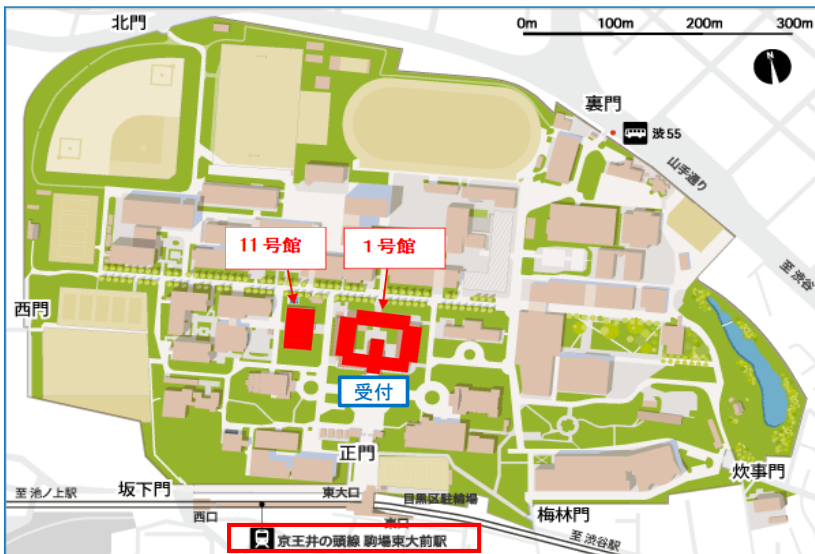 北門
0m 100m 200m 300m
N
裏門
渋55
山手通り
至 渋谷
11号館
1号館
西門
受付
正門
炊事門
至 池ノ上駅
坂下門
東大口
目黒区駐輪場
西口
東口
梅林門
至 渋谷駅
京王井の頭線 駒場東大前駅